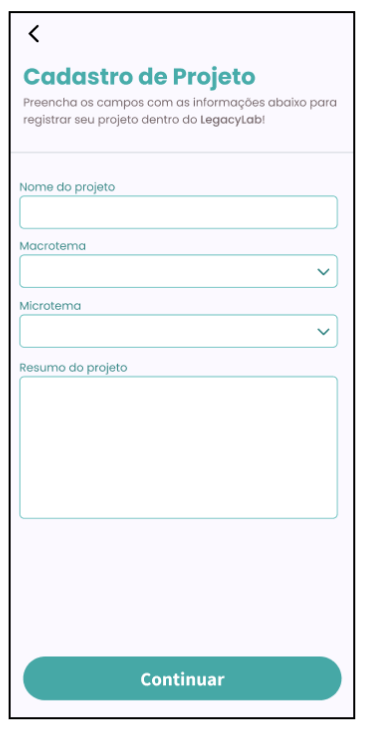 Cadastro de Projeto
Preencha os campos com as informações abaixo para
registrar seu projeto dentro do LegacyLab!
Nome do projeto
Macrotema
Microtema
Resumo do projeto
Continuar